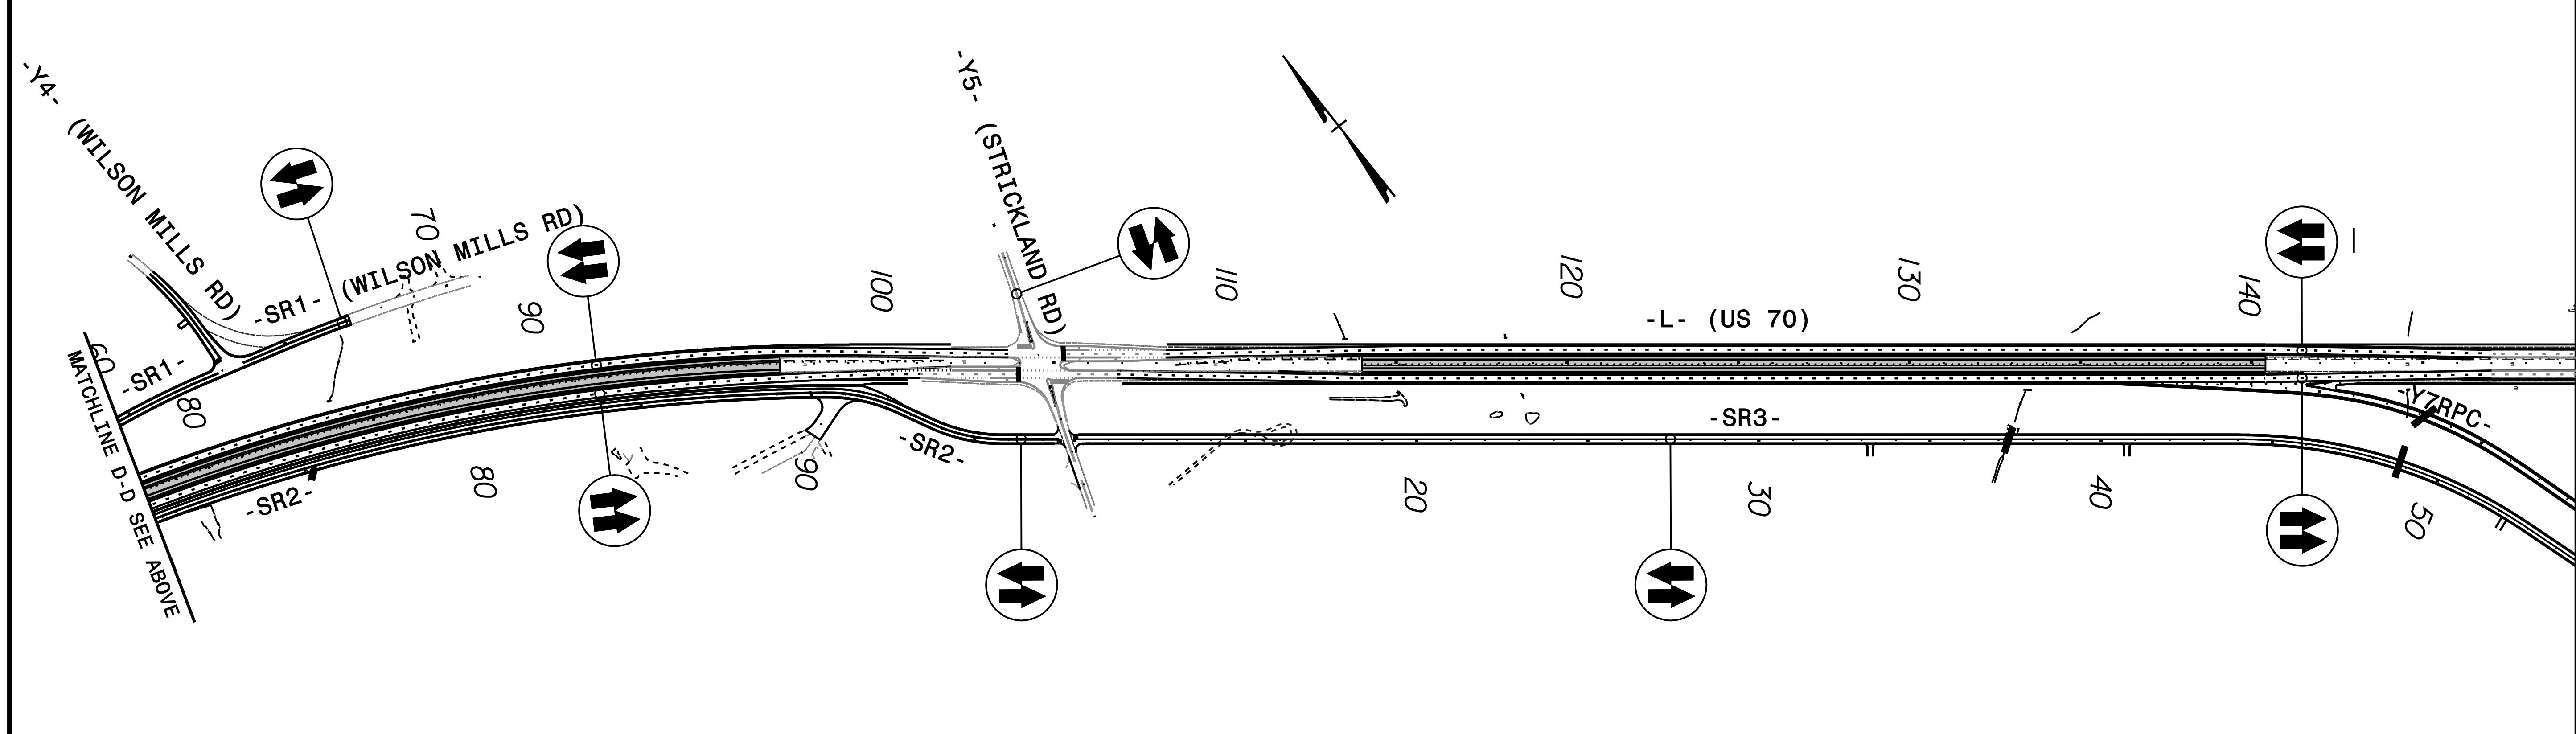 -Y4- (WILSON MILLS RD)
-Y5- (STRICKLAND RD)
-SR1- (WILSON MILLS RD)
70
90
100
110
120
130
140
-L- (US 70)
60
-SR1-
80
MATCHLINE D-D SEE ABOVE
-SR2-
80
90
-SR2-
-SR3-
-Y7RPC-
20
30
40
50